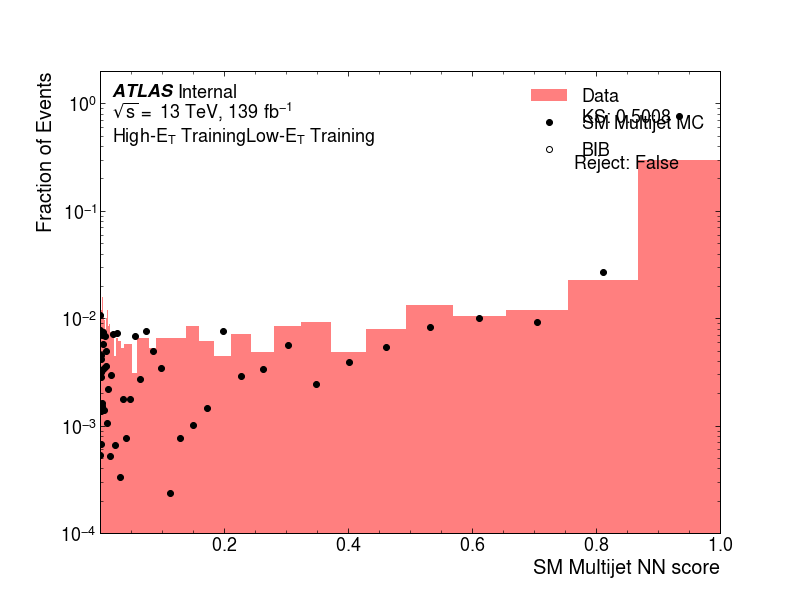 ATLAS Internal
√s = 13 TeV, 139 fb⁻¹
High-E_T TrainingLow-E_T Training
Data
KS: 0.5008
SM Multijet MC
BIB
Reject: False
Fraction of Events
10⁰
10⁻¹
10⁻²
10⁻³
10⁻⁴
0.2 0.4 0.6 0.8 1.0
SM Multijet NN score